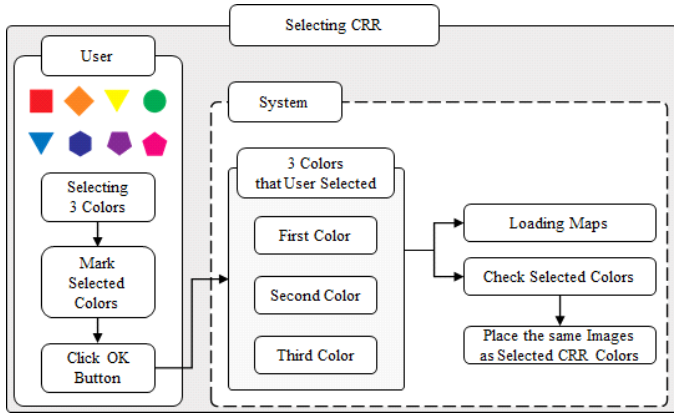 Selecting CRR
User
Selecting
3 Colors
Mark
Selected
Colors
Click OK
Button
System
3 Colors
that User Selected
First Color
Second Color
Third Color
Loading Maps
Check Selected Colors
Place the same Images
as Selected CRR Colors